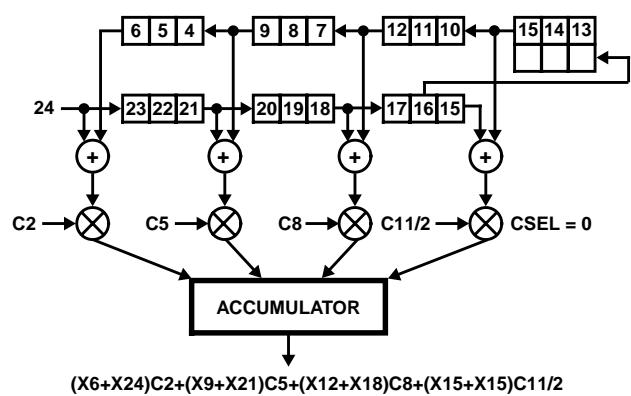 6 5 4 9 8 7 12 11 10 15 14 13
24 23 22 21 20 19 18 17 16 15
+ + + +
C2 C5 C8 C11/2 CSEL = 0
ACCUMULATOR
(X6+X24)C2+(X9+X21)C5+(X12+X18)C8+(X15+X15)C11/2